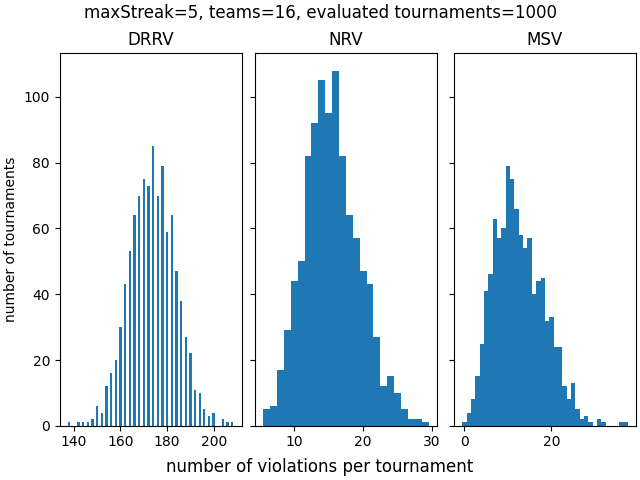 maxStreak=5, teams=16, evaluated tournaments=1000
DRRV NRV MSV
number of tournaments
100
80
60
40
20
0
140 160 180 200 10 20 30 0 20
number of violations per tournament